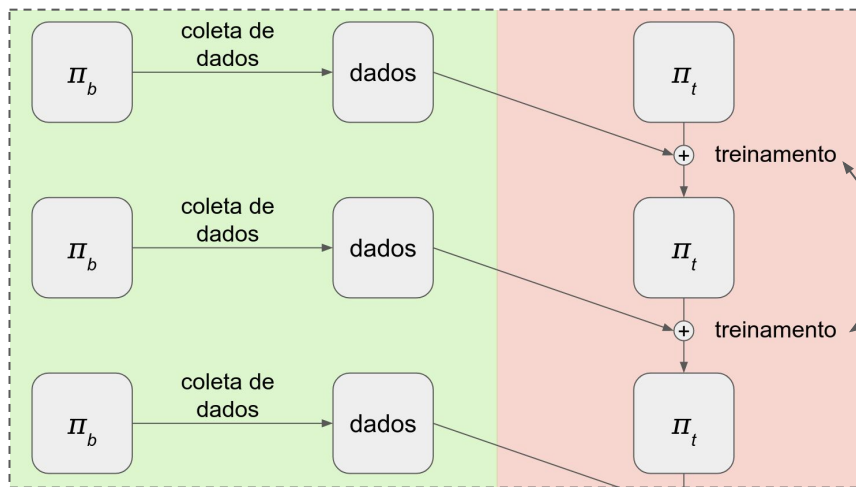 coleta de
dados
π_b
dados
π_t
+
treinamento
coleta de
dados
π_b
dados
π_t
+
treinamento
coleta de
dados
π_b
dados
π_t